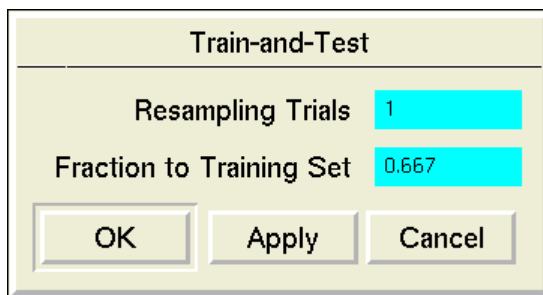 Train-and-Test
Resampling Trials 1
Fraction to Training Set 0.667
OK Apply Cancel